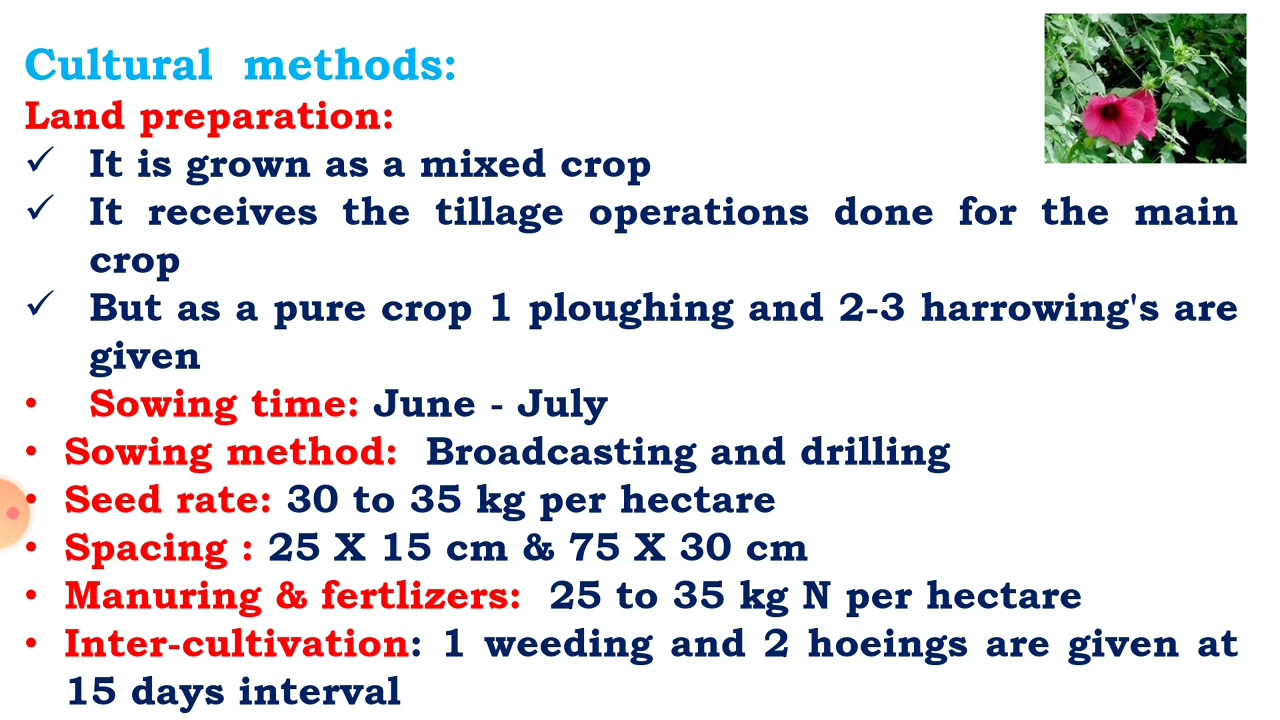 Cultural methods:
Land preparation:
✓ It is grown as a mixed crop
✓ It receives the tillage operations done for the main
crop
✓ But as a pure crop 1 ploughing and 2-3 harrowing's are
given
• Sowing time: June - July
• Sowing method: Broadcasting and drilling
• Seed rate: 30 to 35 kg per hectare
• Spacing : 25 X 15 cm & 75 X 30 cm
• Manuring & fertlizers: 25 to 35 kg N per hectare
• Inter-cultivation: 1 weeding and 2 hoeings are given at
15 days interval